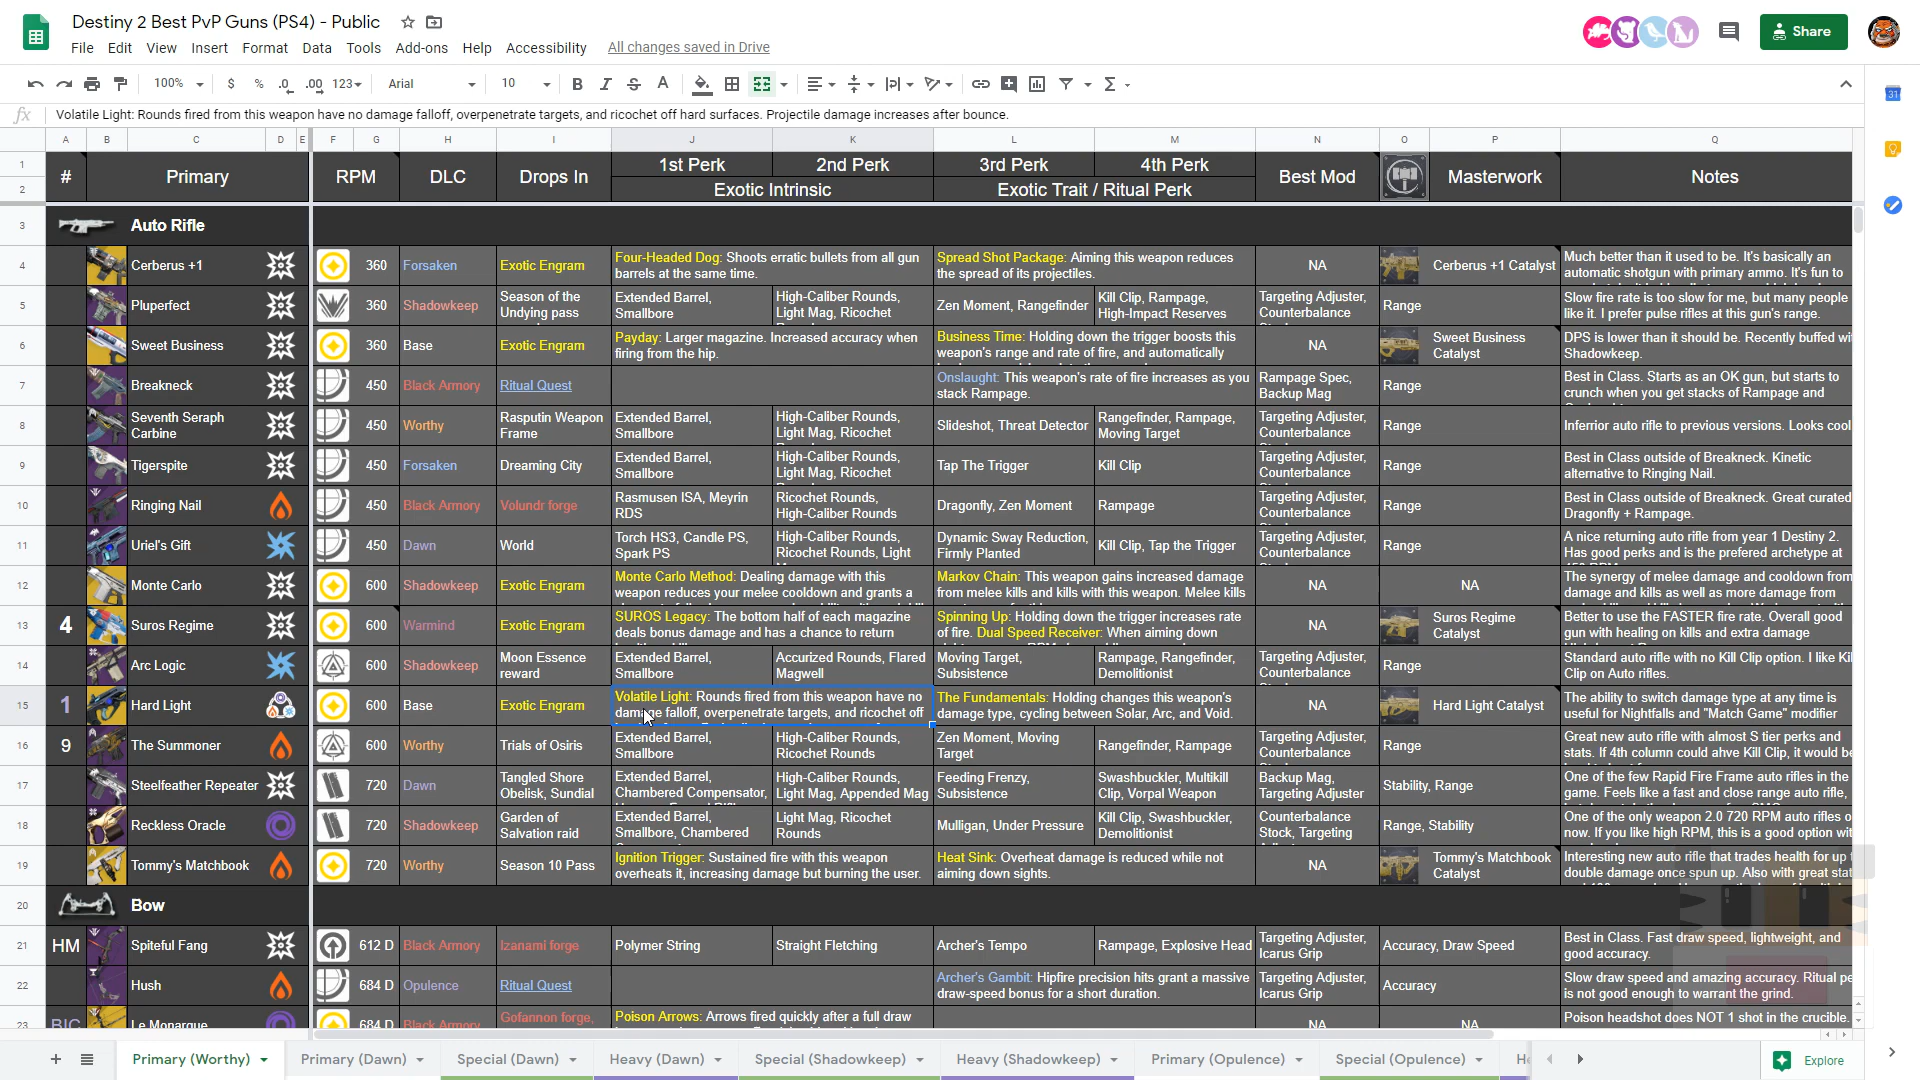 Destiny 2 Best PvP Guns (PS4) - Public
File Edit View Insert Format Data Tools Add-ons Help Accessibility All changes saved in Drive
Share
100% $ % .0 .00 123 Arial 10 B I S A
fx Volatile Light: Rounds fired from this weapon have no damage falloff, overpenetrate targets, and ricochet off hard surfaces. Projectile damage increases after bounce.
A B C D E F G H I J K L M N O P Q
1 2 # Primary RPM DLC Drops In 1st Perk 2nd Perk 3rd Perk 4th Perk Best Mod Masterwork Notes
Exotic Intrinsic Exotic Trait / Ritual Perk
3 Auto Rifle
4 Cerberus +1 360 Forsaken Exotic Engram Four-Headed Dog: Shoots erratic bullets from all gun barrels at the same time. Spread Shot Package: Aiming this weapon reduces the spread of its projectiles. NA Cerberus +1 Catalyst Much better than it used to be. It's basically an automatic shotgun with primary ammo. It's fun to
5 Pluperfect 360 Shadowkeep Season of the Undying pass Extended Barrel, Smallbore High-Caliber Rounds, Light Mag, Ricochet Zen Moment, Rangefinder Kill Clip, Rampage, High-Impact Reserves Targeting Adjuster, Counterbalance Range Slow fire rate is too slow for me, but many people like it. I prefer pulse rifles at this gun's range.
6 Sweet Business 360 Base Exotic Engram Payday: Larger magazine. Increased accuracy when firing from the hip. Business Time: Holding down the trigger boosts this weapon's range and rate of fire, and automatically NA Sweet Business Catalyst DPS is lower than it should be. Recently buffed wi Shadowkeep.
7 Breakneck 450 Black Armory Ritual Quest Onslaught: This weapon's rate of fire increases as you stack Rampage. Rampage Spec, Backup Mag Range Best in Class. Starts as an OK gun, but starts to crunch when you get stacks of Rampage and
8 Seventh Seraph Carbine 450 Worthy Rasputin Weapon Frame Extended Barrel, Smallbore High-Caliber Rounds, Light Mag, Ricochet Slideshot, Threat Detector Rangefinder, Rampage, Moving Target Targeting Adjuster, Counterbalance Range Inferrior auto rifle to previous versions. Looks cool
9 Tigerspite 450 Forsaken Dreaming City Extended Barrel, Smallbore High-Caliber Rounds, Light Mag, Ricochet Tap The Trigger Kill Clip Targeting Adjuster, Counterbalance Range Best in Class outside of Breakneck. Kinetic alternative to Ringing Nail.
10 Ringing Nail 450 Black Armory Volundr forge Rasmusen ISA, Meyrin RDS Ricochet Rounds, High-Caliber Rounds Dragonfly, Zen Moment Rampage Targeting Adjuster, Counterbalance Range Best in Class outside of Breakneck. Great curated Dragonfly + Rampage.
11 Uriel's Gift 450 Dawn World Torch HS3, Candle PS, Spark PS High-Caliber Rounds, Ricochet Rounds, Light Dynamic Sway Reduction, Firmly Planted Kill Clip, Tap the Trigger Targeting Adjuster, Counterbalance Range A nice returning auto rifle from year 1 Destiny 2. Has good perks and is the prefered archetype at
12 Monte Carlo 600 Shadowkeep Exotic Engram Monte Carlo Method: Dealing damage with this weapon reduces your melee cooldown and grants a Markov Chain: This weapon gains increased damage from melee kills and kills with this weapon. Melee kills NA NA The synergy of melee damage and cooldown from damage and kills as well as more damage from
13 4 Suros Regime 600 Warmind Exotic Engram SUROS Legacy: The bottom half of each magazine deals bonus damage and has a chance to return Spinning Up: Holding down the trigger increases rate of fire. Dual Speed Receiver: When aiming down NA Suros Regime Catalyst Better to use the FASTER fire rate. Overall good gun with healing on kills and extra damage
14 Arc Logic 600 Shadowkeep Moon Essence reward Extended Barrel, Smallbore Accurized Rounds, Flared Magwell Moving Target, Subsistence Rampage, Rangefinder, Demolitionist Targeting Adjuster, Counterbalance Range Standard auto rifle with no Kill Clip option. I like Kil Clip on Auto rifles.
15 1 Hard Light 600 Base Exotic Engram Volatile Light: Rounds fired from this weapon have no damage falloff, overpenetrate targets, and ricochet off The Fundamentals: Holding changes this weapon's damage type, cycling between Solar, Arc, and Void. NA Hard Light Catalyst The ability to switch damage type at any time is useful for Nightfalls and "Match Game" modifier
16 9 The Summoner 600 Worthy Trials of Osiris Extended Barrel, Smallbore High-Caliber Rounds, Ricochet Rounds Zen Moment, Moving Target Rangefinder, Rampage Targeting Adjuster, Counterbalance Range Great new auto rifle with almost S tier perks and stats. If 4th column could ahve Kill Clip, it would be
17 Steelfeather Repeater 720 Dawn Tangled Shore Obelisk, Sundial Extended Barrel, Chambered Compensator, High-Caliber Rounds, Light Mag, Appended Mag Feeding Frenzy, Subsistence Swashbuckler, Multikill Clip, Vorpal Weapon Backup Mag, Targeting Adjuster Stability, Range One of the few Rapid Fire Frame auto rifles in the game. Feels like a fast and close range auto rifle,
18 Reckless Oracle 720 Shadowkeep Garden of Salvation raid Extended Barrel, Smallbore, Chambered Light Mag, Ricochet Rounds Mulligan, Under Pressure Kill Clip, Swashbuckler, Demolitionist Counterbalance Stock, Targeting Range, Stability One of the only weapon 2.0 720 RPM auto rifles o now. If you like high RPM, this is a good option wi
19 Tommy's Matchbook 720 Worthy Season 10 Pass Ignition Trigger: Sustained fire with this weapon overheats it, increasing damage but burning the user. Heat Sink: Overheat damage is reduced while not aiming down sights. NA Tommy's Matchbook Catalyst Interesting new auto rifle that trades health for up double damage once spun up. Also with great stat
20 Bow
21 HM Spiteful Fang 612 D Black Armory Izanami forge Polymer String Straight Fletching Archer's Tempo Rampage, Explosive Head Targeting Adjuster, Icarus Grip Accuracy, Draw Speed Best in Class. Fast draw speed, lightweight, and good accuracy.
22 Hush 684 D Opulence Ritual Quest Archer's Gambit: Hipfire precision hits grant a massive draw-speed bonus for a short duration. Targeting Adjuster, Icarus Grip Accuracy Slow draw speed and amazing accuracy. Ritual pe is not good enough to warrant the grind.
23 BIC Le Monarque 684 D Black Armory Gofannon forge, Poison Arrows: Arrows fired quickly after a full draw NA NA Poison headshot does NOT 1 shot in the crucible.
Primary (Worthy) Primary (Dawn) Special (Dawn) Heavy (Dawn) Special (Shadowkeep) Heavy (Shadowkeep) Primary (Opulence) Special (Opulence) Explore